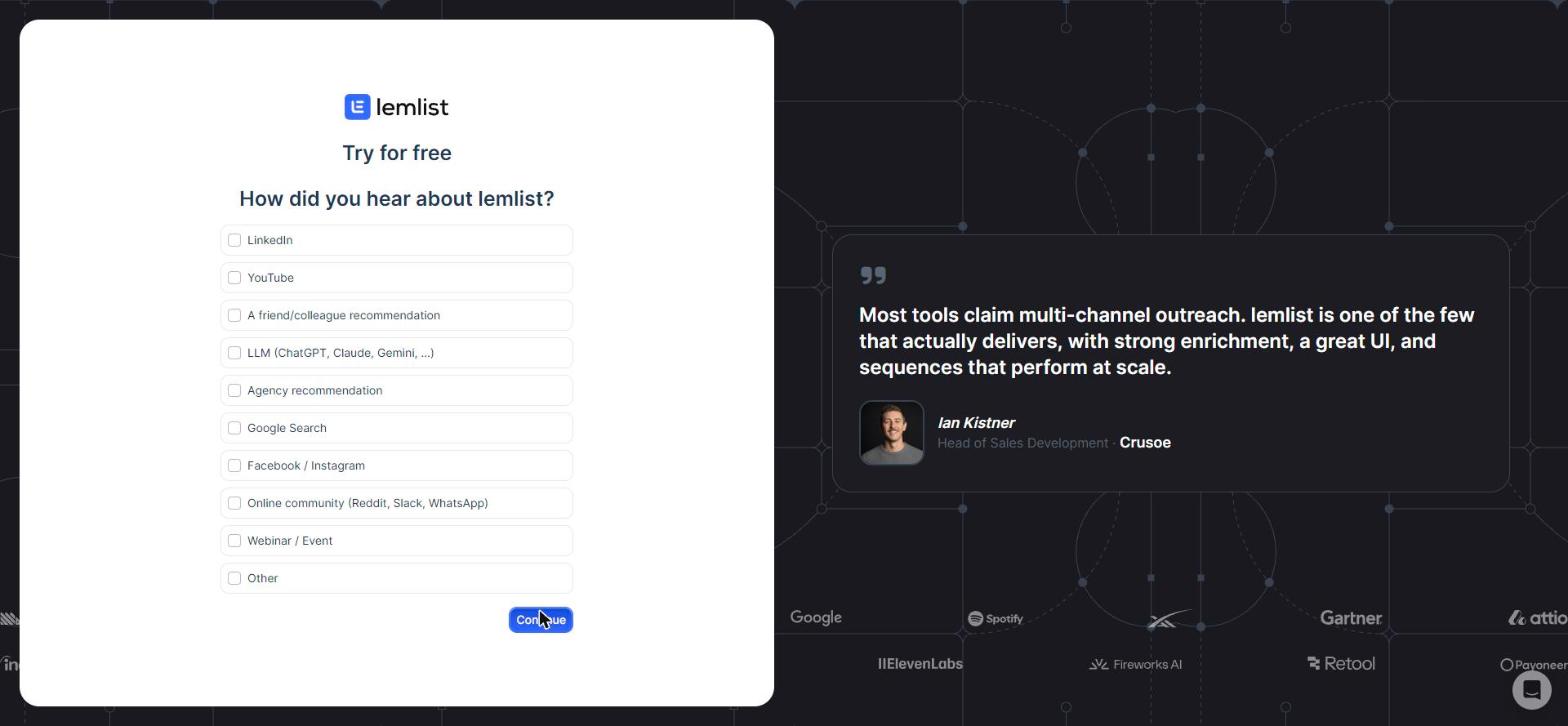 lemlist
Try for free
How did you hear about lemlist?
LinkedIn
YouTube
A friend/colleague recommendation
LLM (ChatGPT, Claude, Gemini, ...)
Agency recommendation
Google Search
Facebook / Instagram
Online community (Reddit, Slack, WhatsApp)
Webinar / Event
Other
Most tools claim multi-channel outreach. lemlist is one of the few
that actually delivers, with strong enrichment, a great UI, and
sequences that perform at scale.
Ian Kistner
Head of Sales Development · Crusoe
Google
Spotify
Gartner
attio
IIElevenLabs
Fireworks AI
Retool
Payoneer